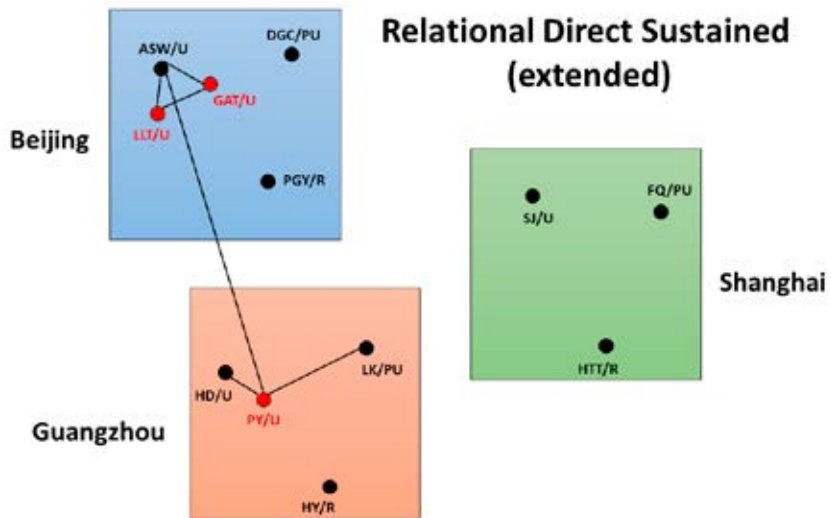 Relational Direct Sustained
(extended)
Beijing
ASW/U
DGC/PU
GAT/U
LLT/U
PGY/R
Shanghai
SJ/U
FQ/PU
HTT/R
Guangzhou
HD/U
LK/PU
PY/U
HY/R